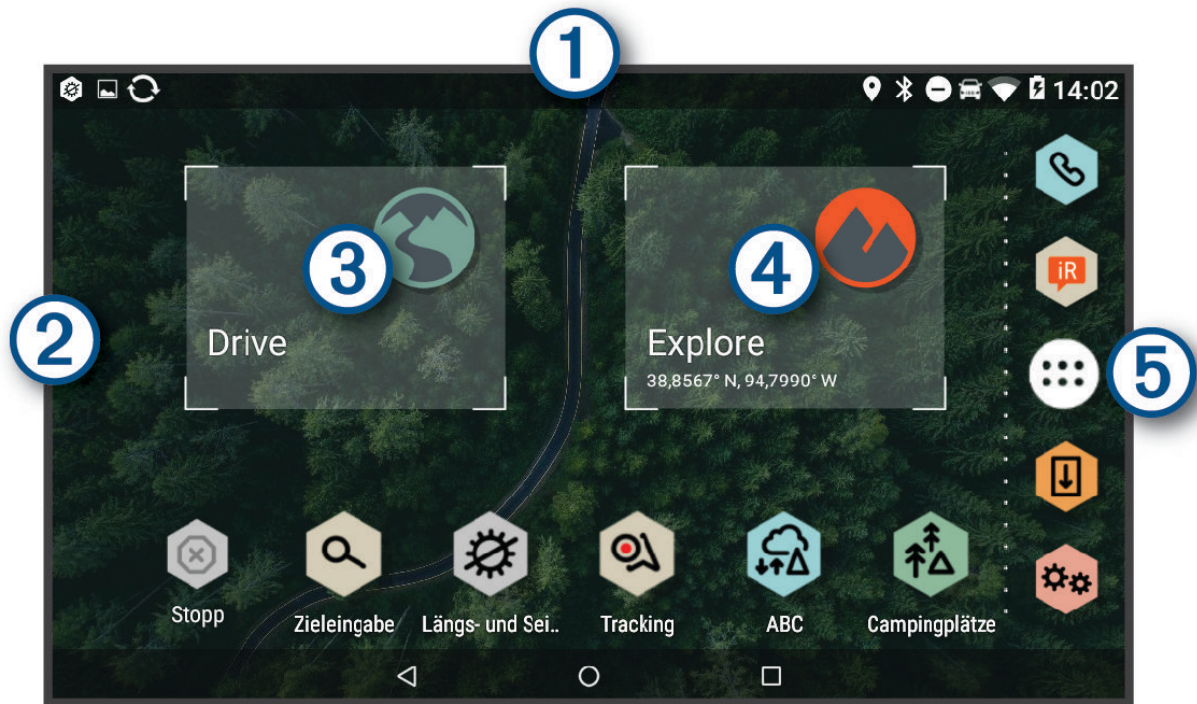 1
14:02
2
3
Drive
4
Explore
38,8567° N, 94,7990° W
iR
5
Stopp
Zieleingabe
Längs- und Sei..
Tracking
ABC
Campingplätze